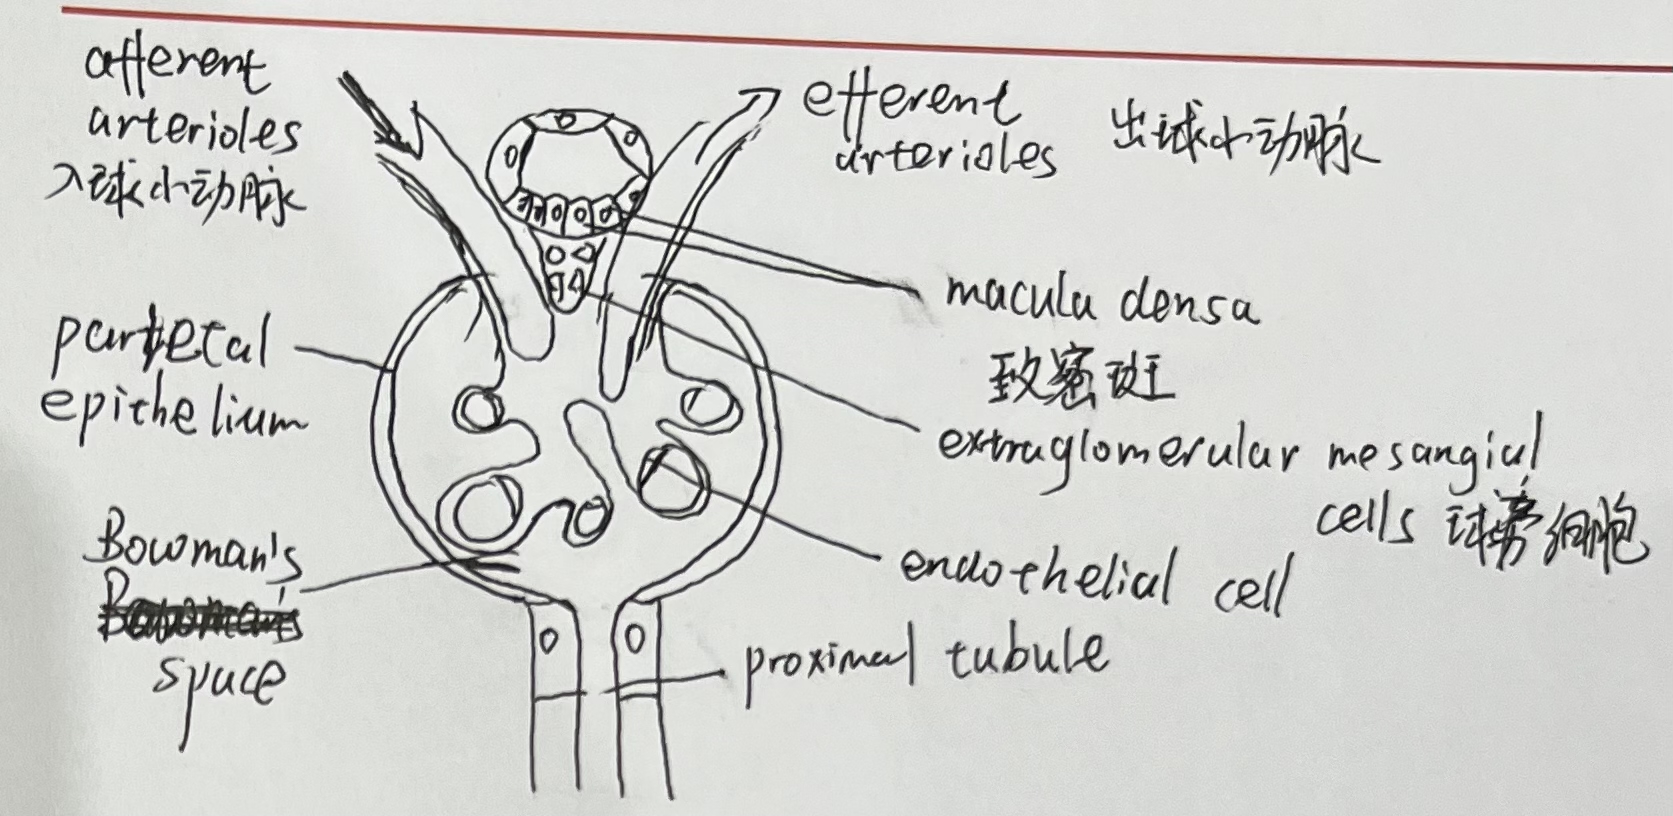 afferent
arterioles
入球小动脉
efferent
arterioles
出球小动脉
macula densa
致密斑
parietal
epithelium
extraglomerular mesangial
cells 球旁细胞
Bowman's
space
endothelial cell
proximal tubule